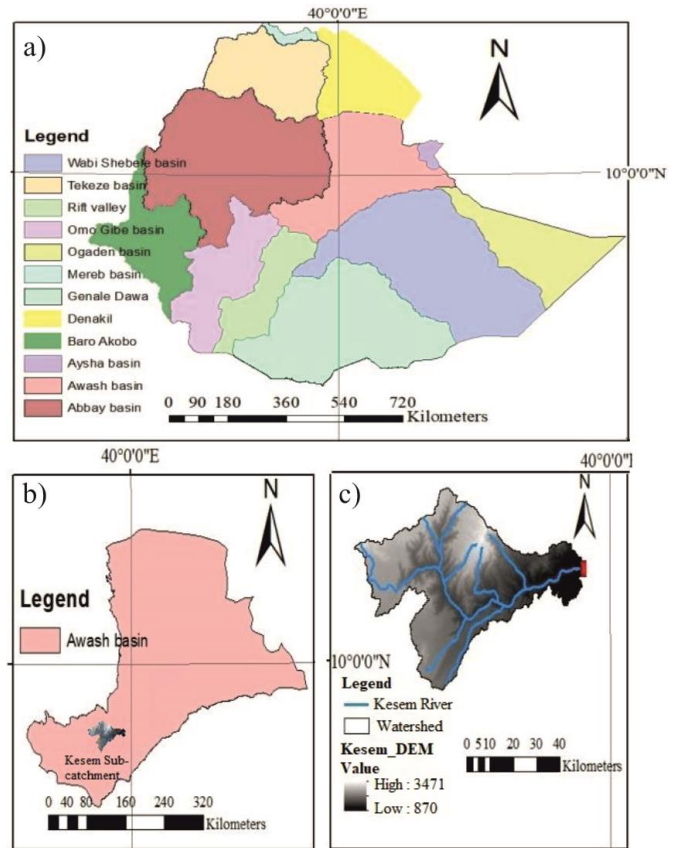 40°0'0"E
a)
N
Legend
Wabi Shebele basin
Tekeze basin
Rift valley
Omo Gibe basin
Ogaden basin
Mereb basin
Genale Dawa
Denakil
Baro Akobo
Aysha basin
Awash basin
Abbay basin
10°0'0"N
0 90 180 360 540 720
Kilometers
40°0'0"E
b)
N
Legend
Awash basin
Kesem Sub-
catchment
0 40 80 160 240 320
Kilometers
40°0'0"I
c)
N
10°0'0"N
Legend
Kesem River
Watershed
Kesem_DEM
Value
High : 3471
Low : 870
0 5 10 20 30 40
Kilometers